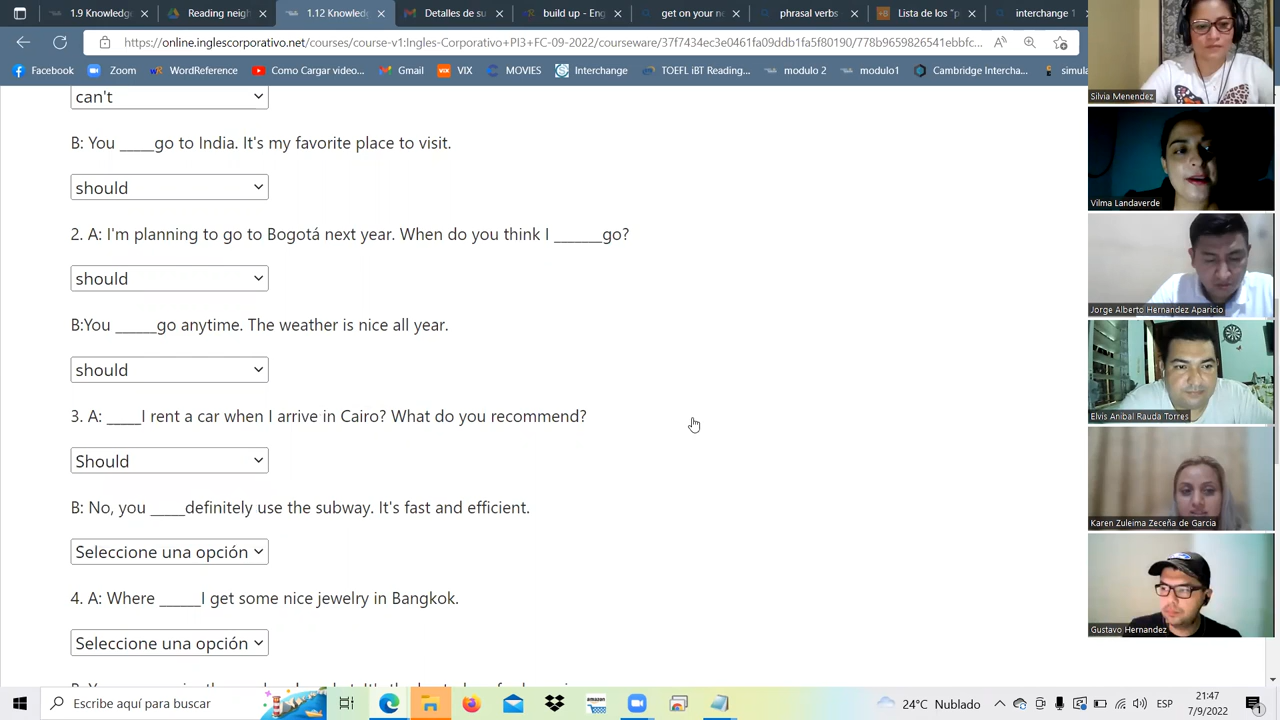 1.9 Knowled
Reading neigh
1.12 Knowled
Detalles de su
build up - Eng
get on your ne
phrasal verbs
Lista de los "p
interchange 1
https://online.inglescorporativo.net/courses/course-v1:Ingles-Corporativo+PI3+FC-09-2022/courseware/37f7434ec3e0461fa09ddb1fa5f80190/778b9659826541ebbfc...
Facebook
Zoom
WordReference
Como Cargar video...
Gmail
VIX
MOVIES
Interchange
TOEFL iBT Reading...
modulo 2
modulo1
Cambridge Intercha...
simula
can't
B: You _____go to India. It's my favorite place to visit.
should
2. A: I'm planning to go to Bogotá next year. When do you think I _______go?
should
B:You ______go anytime. The weather is nice all year.
should
3. A: _____I rent a car when I arrive in Cairo? What do you recommend?
Should
B: No, you _____definitely use the subway. It's fast and efficient.
Seleccione una opción
4. A: Where ______I get some nice jewelry in Bangkok.
Seleccione una opción
Silvia Menendez
Vilma Landaverde
Jorge Alberto Hernandez Aparicio
Elvis Anibal Rauda Torres
Karen Zuleima Zeceña de Garcia
Gustavo Hernandez
Escribe aquí para buscar
24°C Nublado
ESP
21:47
7/9/2022